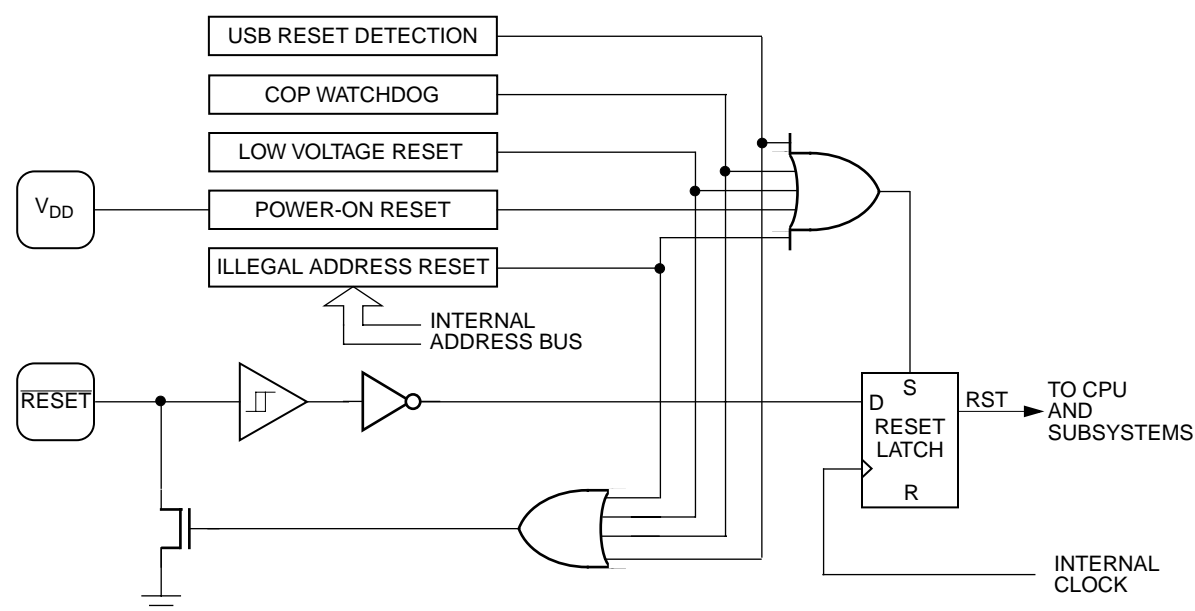 USB RESET DETECTION
COP WATCHDOG
LOW VOLTAGE RESET
VDD
POWER-ON RESET
ILLEGAL ADDRESS RESET
INTERNAL
ADDRESS BUS
RESET
D
S
RESET
LATCH
R
RST
TO CPU
AND
SUBSYSTEMS
INTERNAL
CLOCK